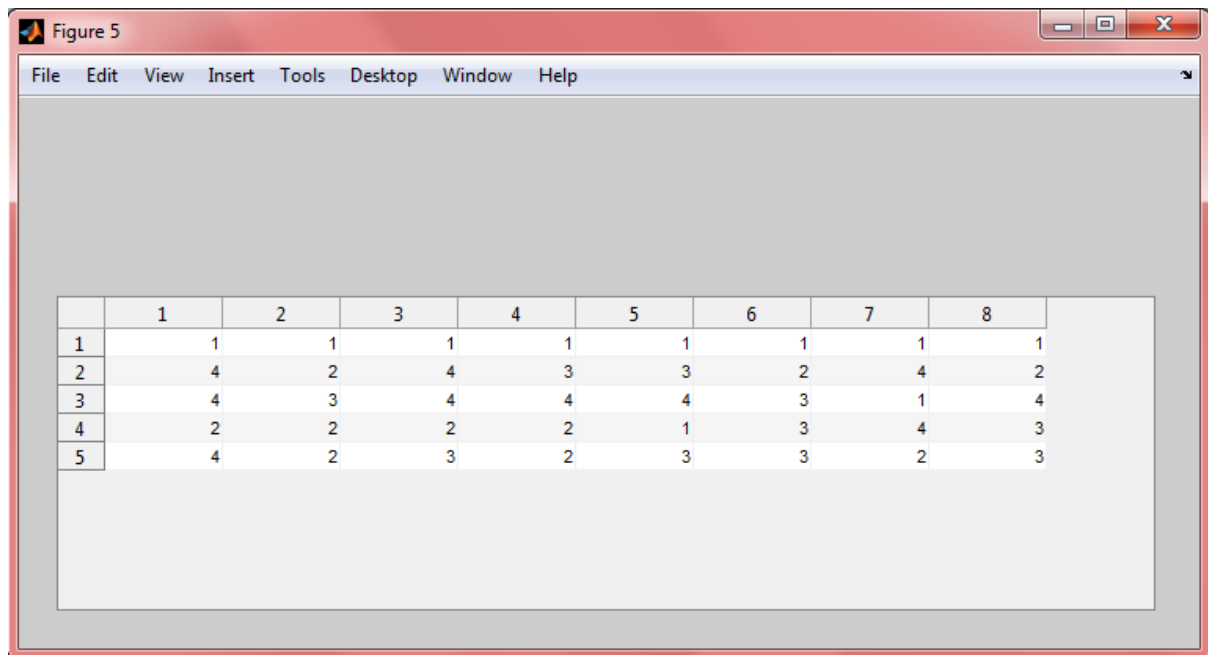 Figure 5
File Edit View Insert Tools Desktop Window Help
1 2 3 4 5 6 7 8
1 1 1 1 1 1 1 1 1
2 4 2 4 3 3 2 4 2
3 4 3 4 4 4 3 1 4
4 2 2 2 2 1 3 4 3
5 4 2 3 2 3 3 2 3